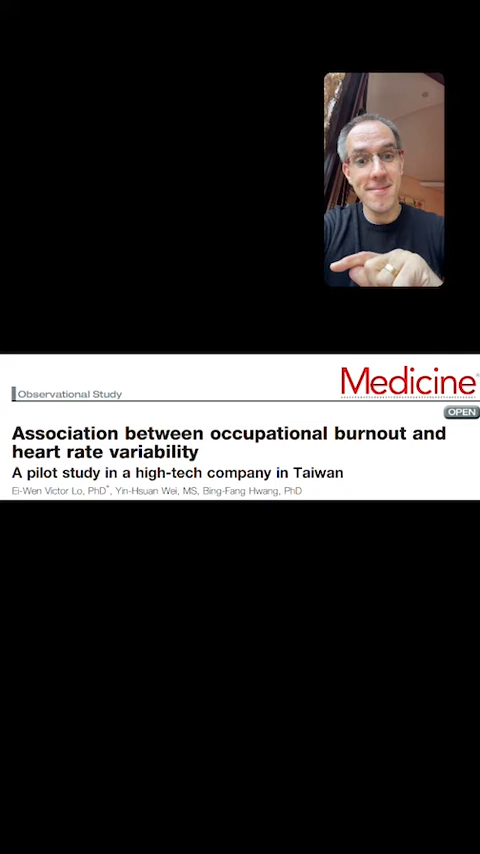 Observational Study
Medicine®
OPEN
Association between occupational burnout and
heart rate variability
A pilot study in a high-tech company in Taiwan
Ei-Wen Victor Lo, PhD*, Yin-Hsuan Wei, MS, Bing-Fang Hwang, PhD